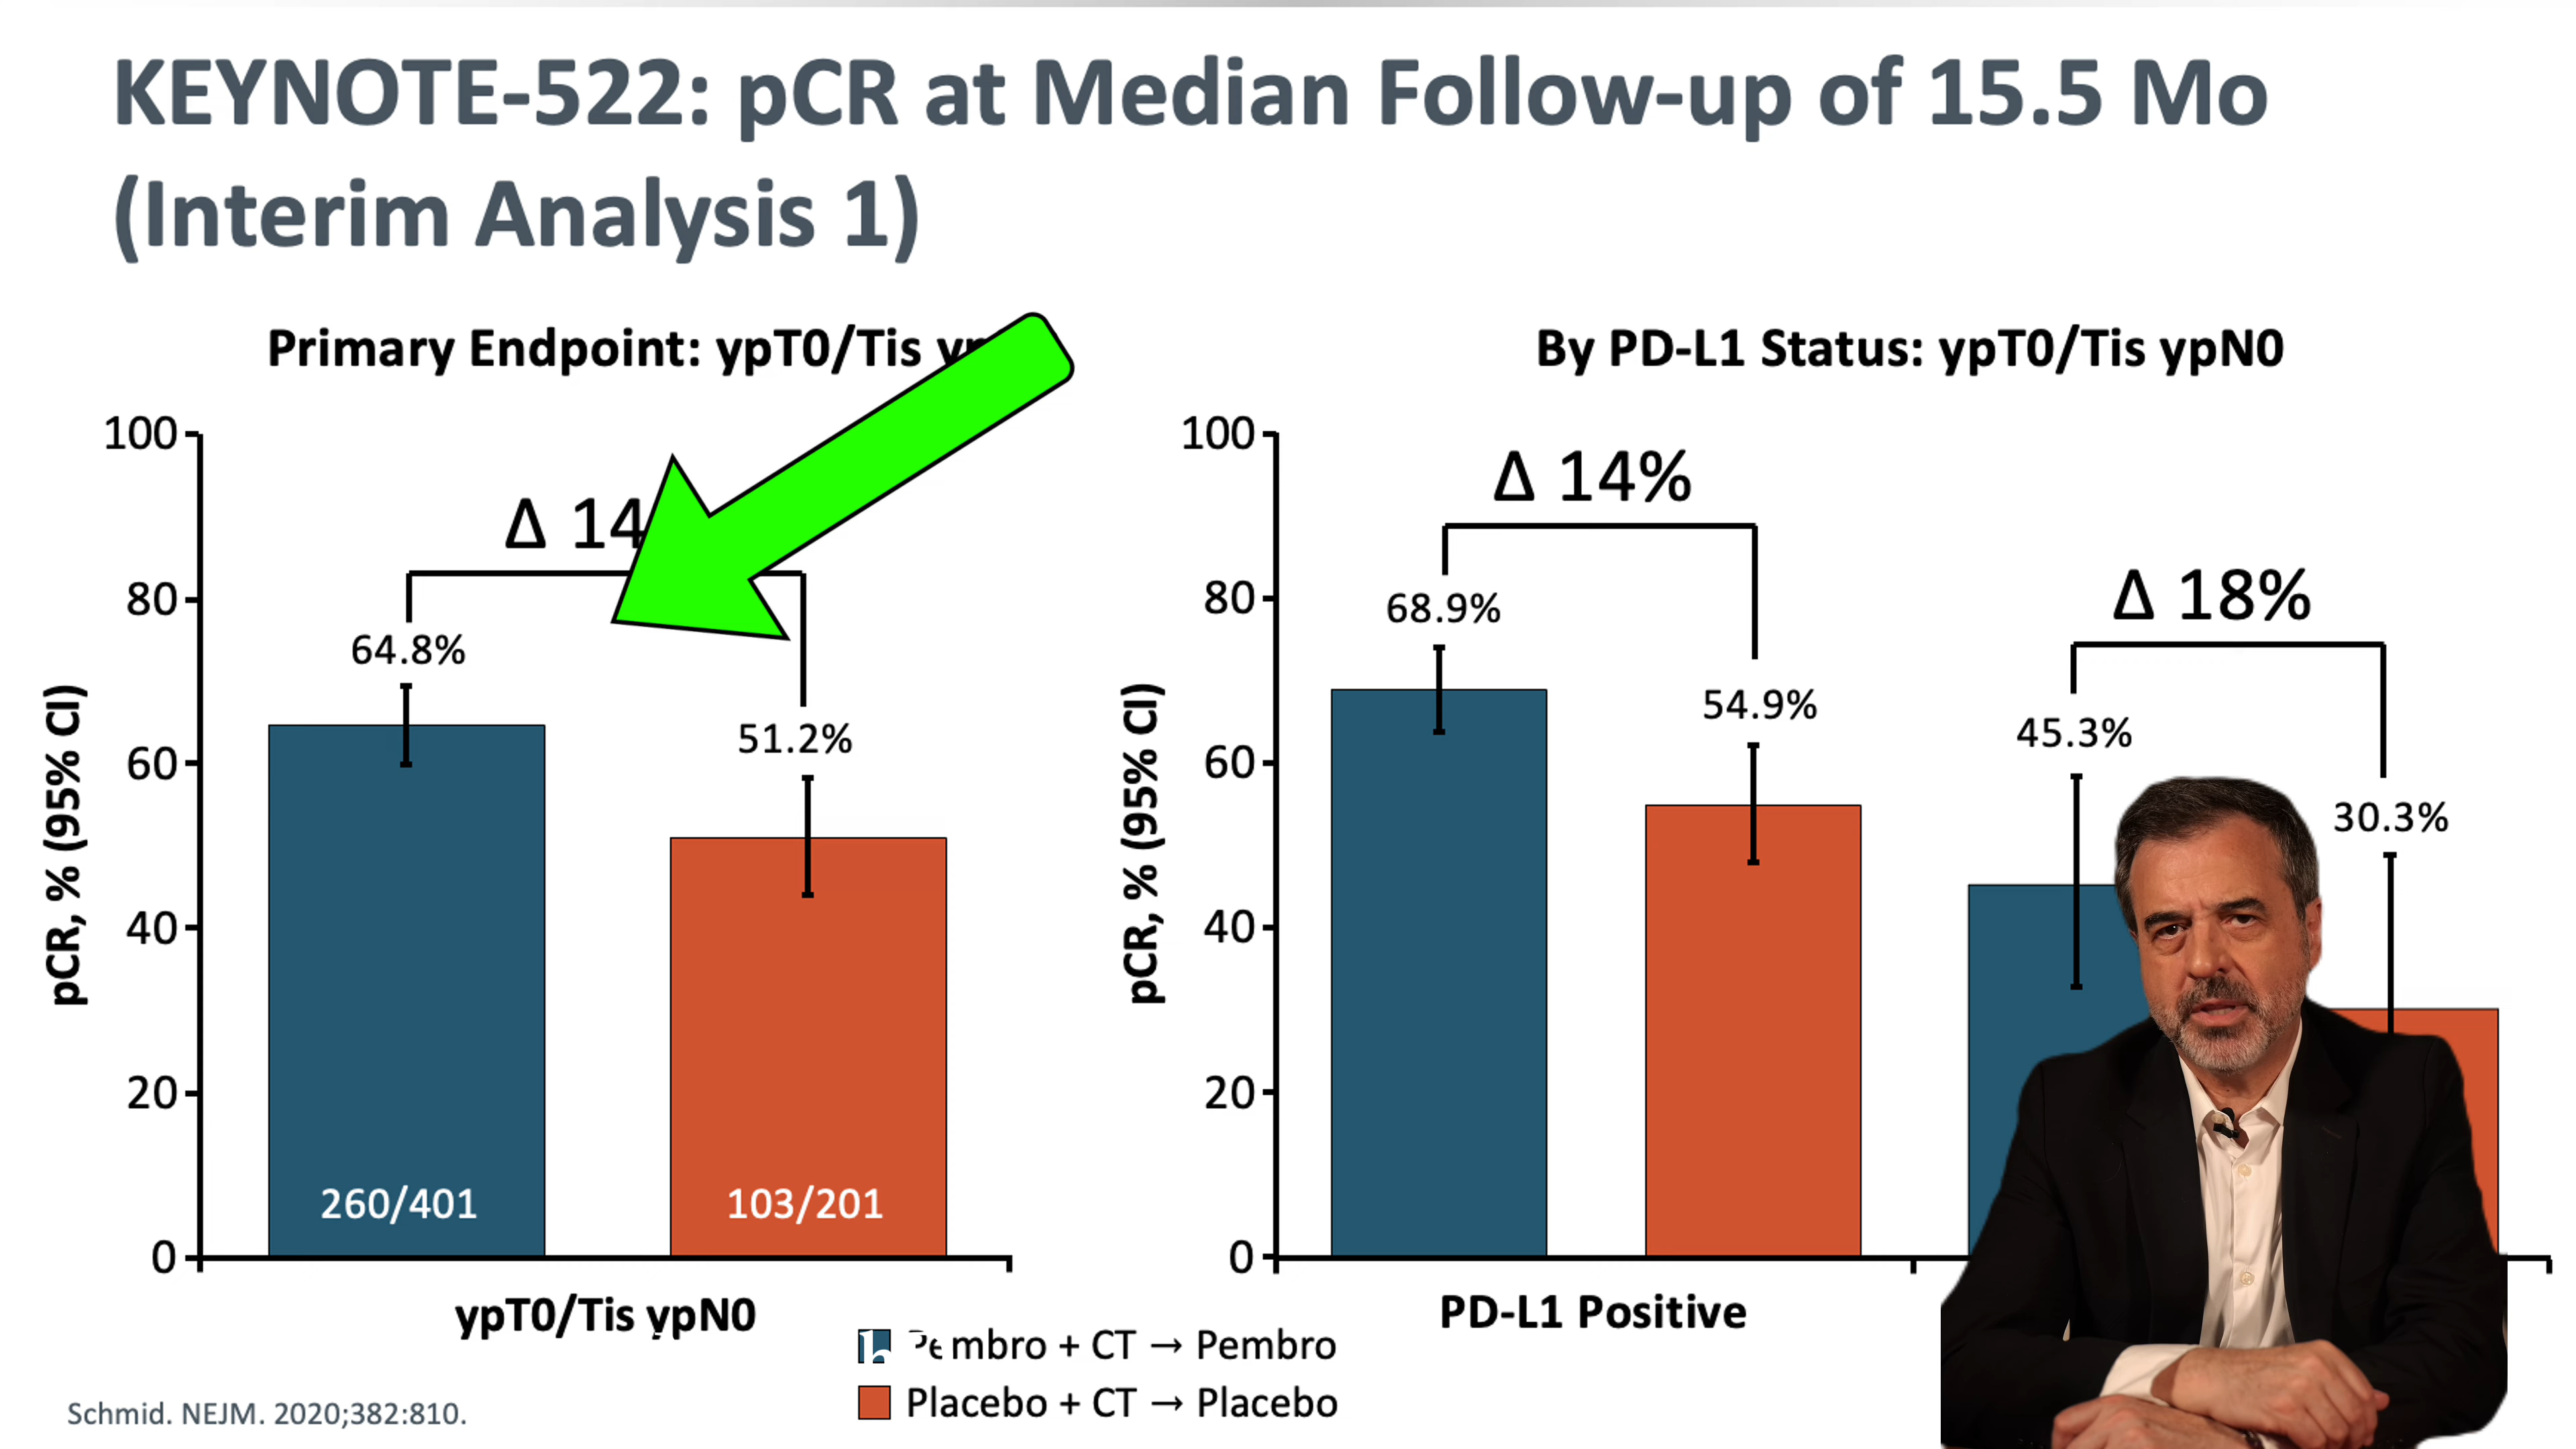 KEYNOTE-522: pCR at Median Follow-up of 15.5 Mo
(Interim Analysis 1)
Primary Endpoint: ypT0/Tis
pCR, % (95% CI)
100
80
60
40
20
0
Δ 14
64.8%
51.2%
260/401
103/201
ypT0/Tis ypN0
By PD-L1 Status: ypT0/Tis ypN0
pCR, % (95% CI)
100
80
60
40
20
0
Δ 14%
68.9%
54.9%
Δ 18%
45.3%
30.3%
PD-L1 Positive
+ CT → Pembro
Placebo + CT → Placebo
Schmid. NEJM. 2020;382:810.